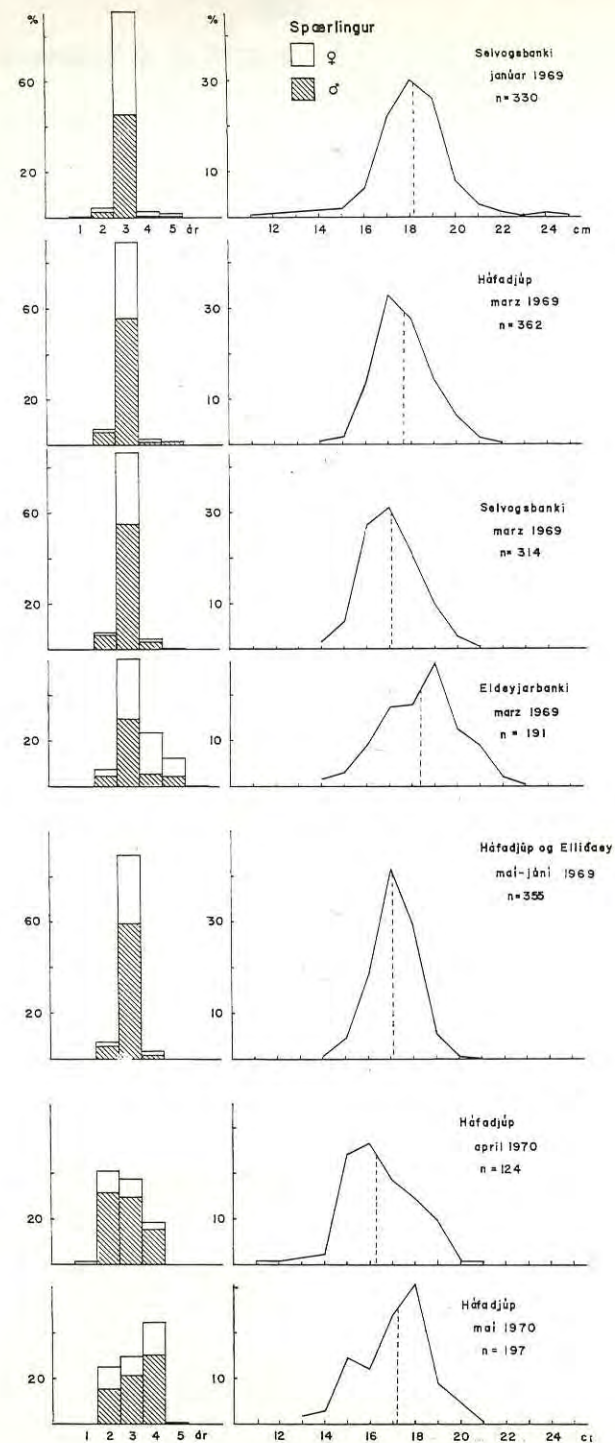 %
60
20
1 2 3 4 5 ár
30
10
12 14 16 18 20 22 24 cm
Spærlingur
♀
♂
Selvogsbanki
janúar 1969
n=330
60
20
30
10
Háfadjúp
marz 1969
n=362
60
20
30
10
Selvogsbanki
marz 1969
n=314
20
10
Eldeyjarbanki
marz 1969
n=191
60
20
30
10
Háfadjúp og Elliðaey
maí-júní 1969
n=355
20
10
Háfadjúp
april 1970
n=124
20
1 2 3 4 5 ár
10
12 14 16 18 20 22 c
Háfadjúp
maí 1970
n=197